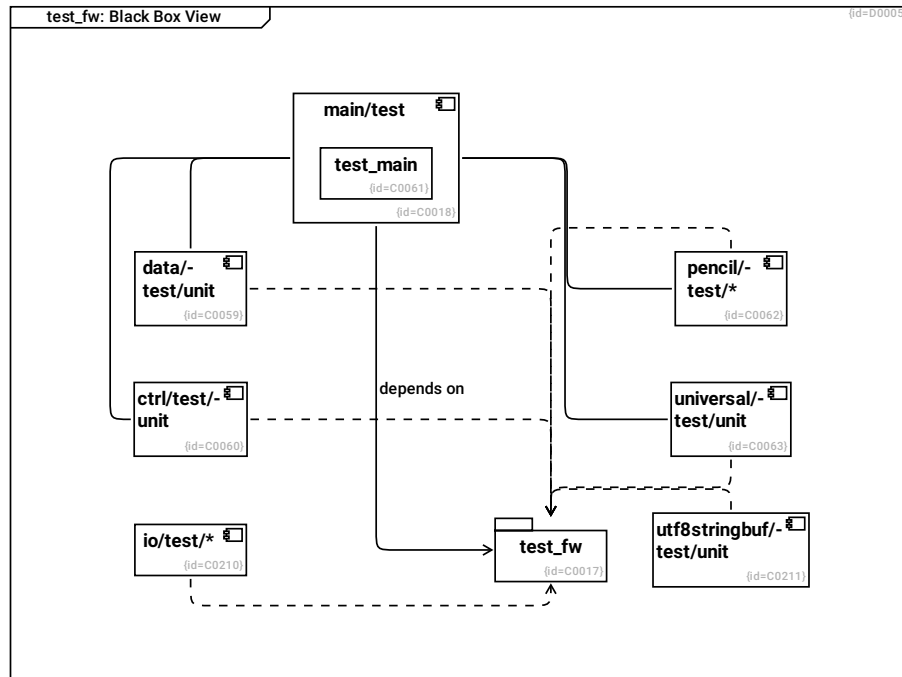 test_fw: Black Box View
{id=D0005
main/test
test_main
{id=C0061}
{id=C0018}
data/-
test/unit
{id=C0059}
pencil/-
test/*
{id=C0062}
depends on
ctrl/test/-
unit
{id=C0060}
universal/-
test/unit
{id=C0063}
io/test/*
{id=C0210}
test_fw
{id=C0017}
utf8stringbuf/-
test/unit
{id=C0211}